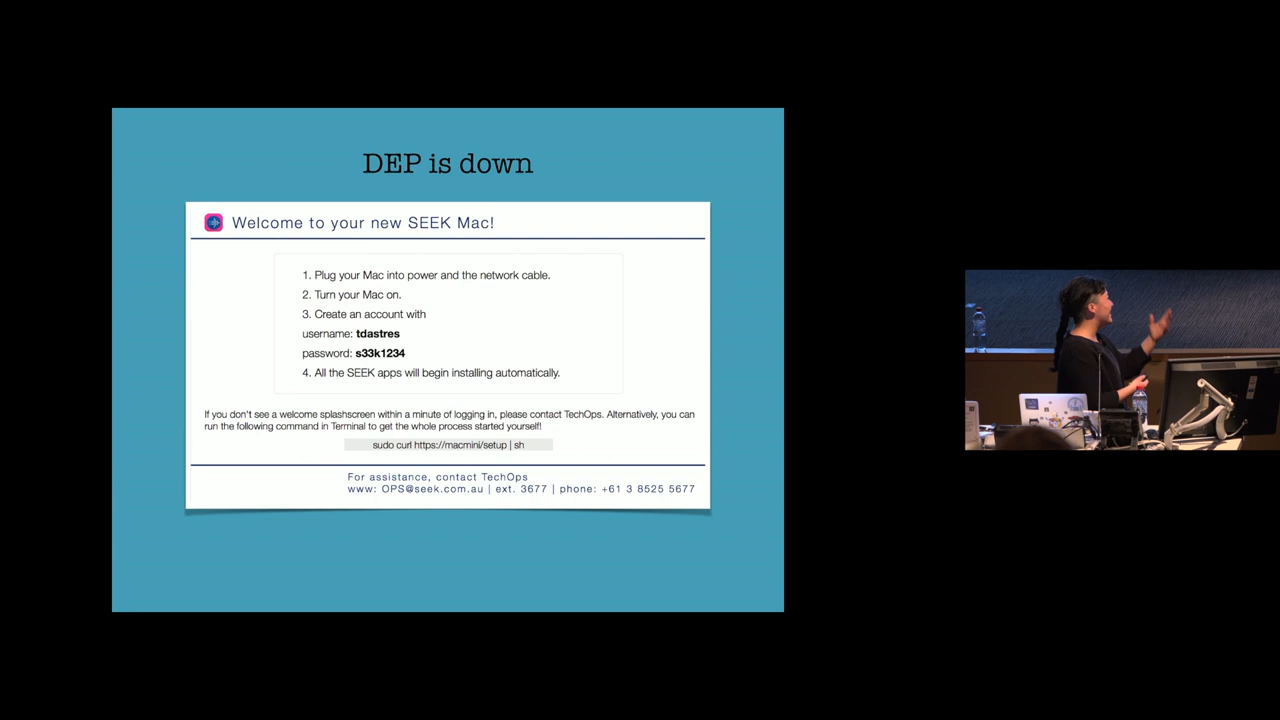 DEP is down
Welcome to your new SEEK Mac!
1. Plug your Mac into power and the network cable.
2. Turn your Mac on.
3. Create an account with
username: tdastres
password: s33k1234
4. All the SEEK apps will begin installing automatically.
If you don't see a welcome splashscreen within a minute of logging in, please contact TechOps. Alternatively, you can
run the following command in Terminal to get the whole process started yourself!
sudo curl https://macmini/setup | sh
For assistance, contact TechOps
www: OPS@seek.com.au | ext. 3677 | phone: +61 3 8525 5677